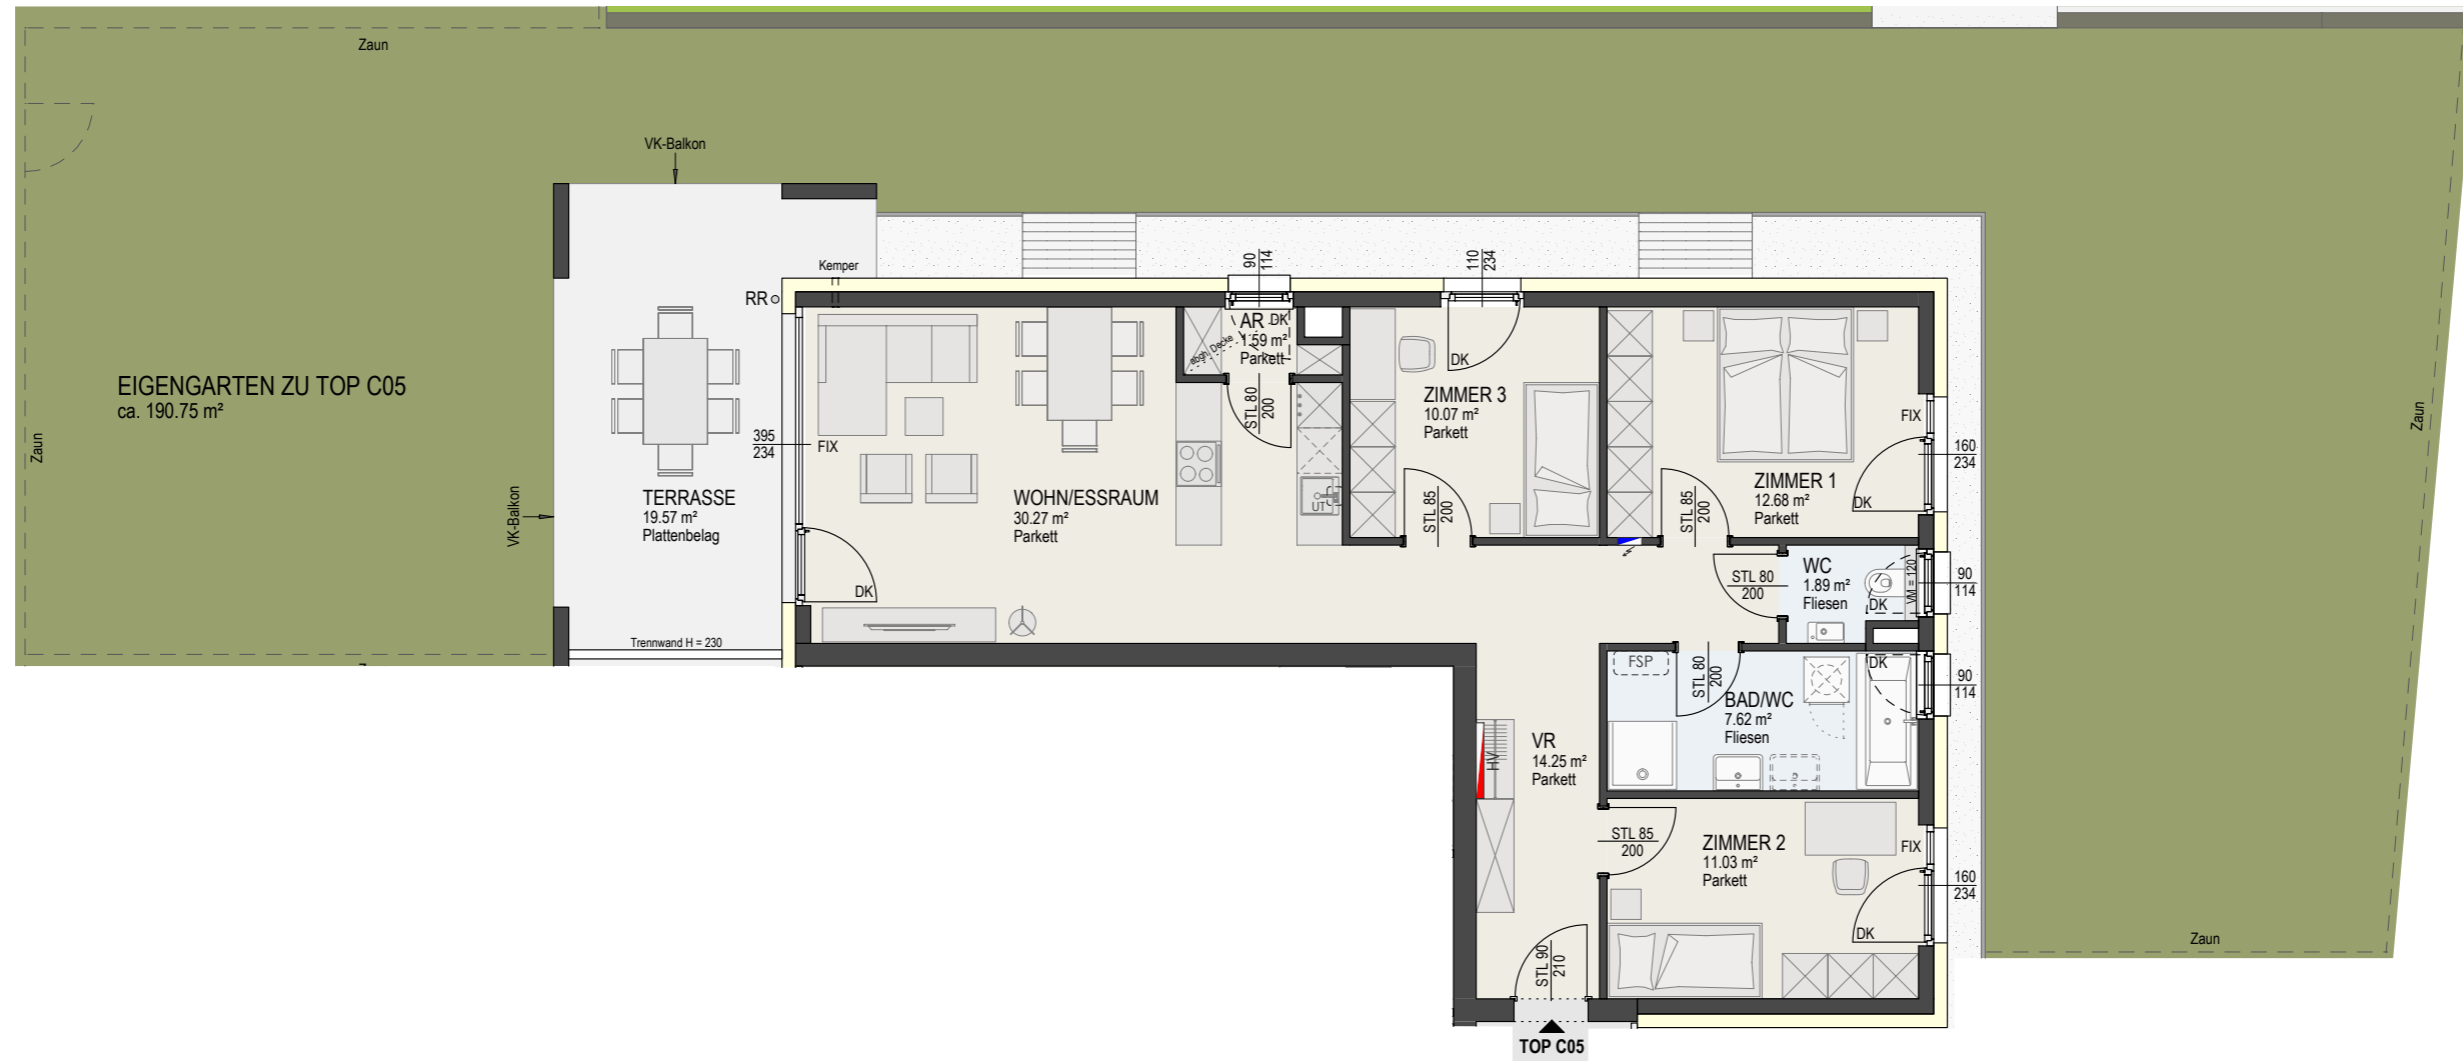 Zaun
VK-Balkon
Kemper
90
114
110
234
RR
AR
DK
1.59 m²
Parkett
abgh. Decke
STL 80
200
EIGENGARTEN ZU TOP C05
ca. 190.75 m²
Zaun
395
234
FIX
ZIMMER 3
10.07 m²
Parkett
DK
STL 85
200
FIX
160
234
ZIMMER 1
12.68 m²
Parkett
DK
STL 85
200
Zaun
TERRASSE
19.57 m²
Plattenbelag
VK-Balkon
WOHN/ESSRAUM
30.27 m²
Parkett
UT
DK
STL 80
200
WC
1.89 m²
Fliesen
DK
VM = 120
90
114
Trennwand H = 230
FSP
STL 80
200
DK
90
114
BAD/WC
7.62 m²
Fliesen
VR
14.25 m²
Parkett
HV
STL 85
200
ZIMMER 2
11.03 m²
Parkett
FIX
160
234
DK
Zaun
STL 90
210
TOP C05